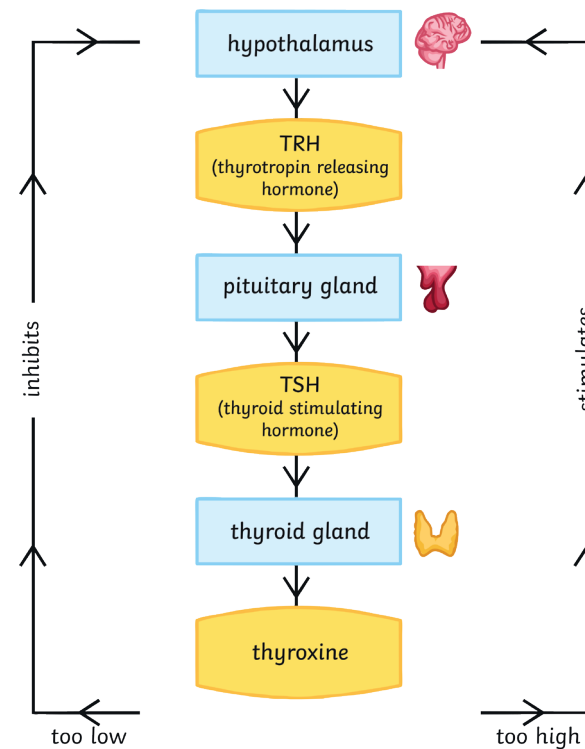 hypothalamus
TRH
(thyrotropin releasing
hormone)
pituitary gland
inhibits
stimulates
TSH
(thyroid stimulating
hormone)
thyroid gland
thyroxine
too low
too high